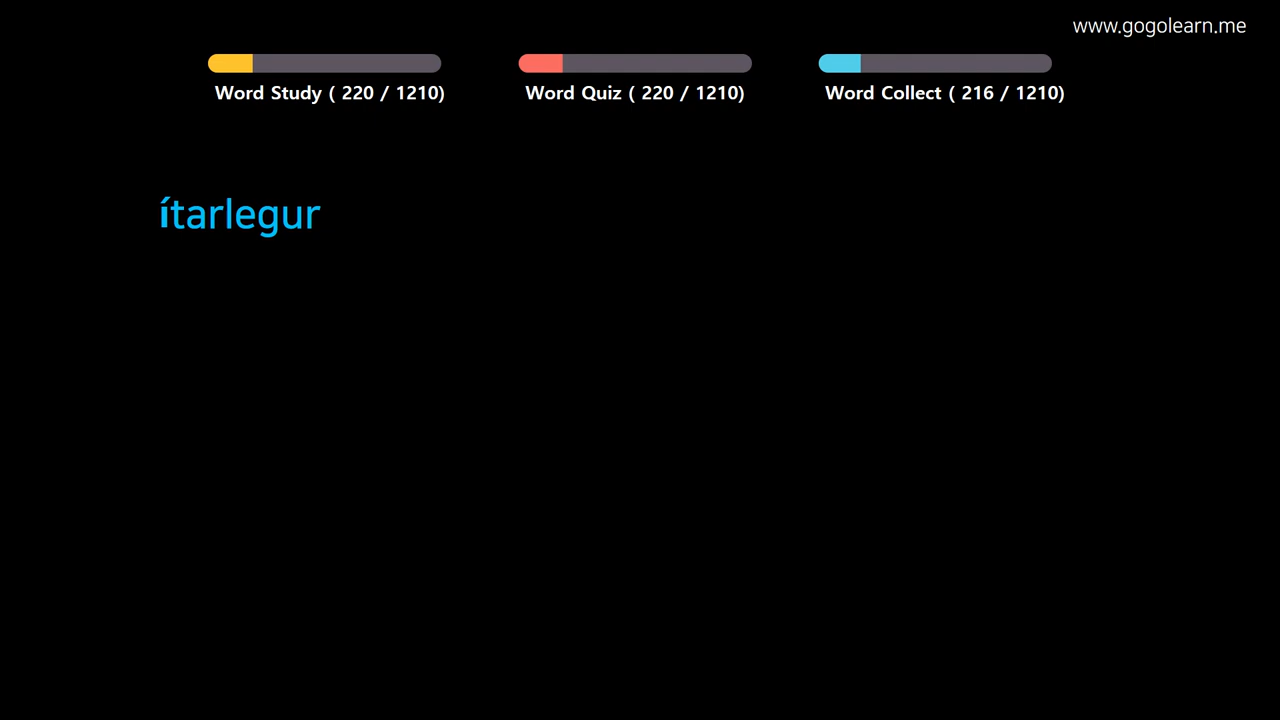 www.gogolearn.me
Word Study ( 220 / 1210)
Word Quiz ( 220 / 1210)
Word Collect ( 216 / 1210)
ítarlegur